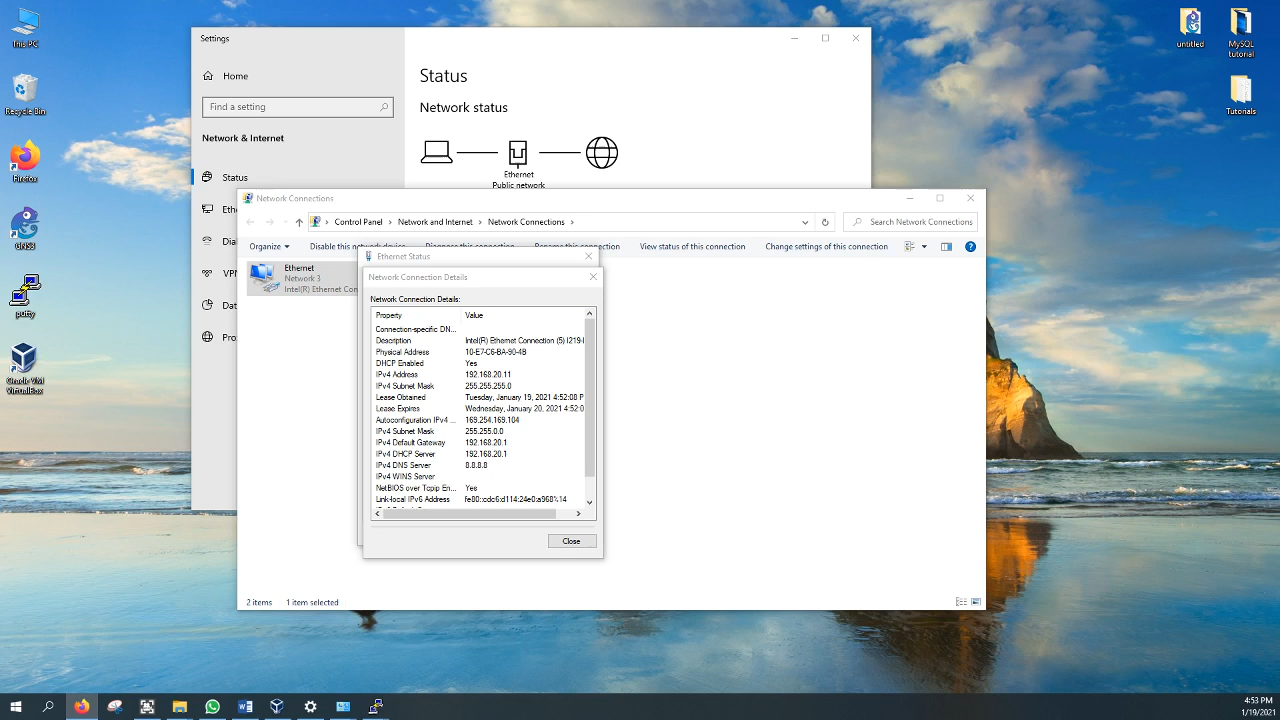 This PC
Recycle Bin
Firefox
GNS3
putty
Oracle VM
VirtualBox
untitled
MySQL
tutorial
Tutorials
Settings
Home
Find a setting
Network & Internet
Status
VPN
Status
Network status
Ethernet
Public network
Network Connections
Control Panel
Network and Internet
Network Connections
Search Network Connections
Organize
Disable this network device
Diagnose this connection
Rename this connection
View status of this connection
Change settings of this connection
Ethernet
Network 3
Intel(R) Ethernet Con
2 items
1 item selected
Ethernet Status
Network Connection Details
Network Connection Details:
Property Value
Connection-specific DN...
Description Intel(R) Ethernet Connection (5) I219-
Physical Address 10-E7-C6-BA-90-4B
DHCP Enabled Yes
IPv4 Address 192.168.20.11
IPv4 Subnet Mask 255.255.255.0
Lease Obtained Tuesday, January 19, 2021 4:52:08 P
Lease Expires Wednesday, January 20, 2021 4:52:0
Autoconfiguration IPv4 ... 169.254.169.104
IPv4 Subnet Mask 255.255.0.0
IPv4 Default Gateway 192.168.20.1
IPv4 DHCP Server 192.168.20.1
IPv4 DNS Server 8.8.8.8
IPv4 WINS Server
NetBIOS over Tcpip En... Yes
Link-local IPv6 Address fe80::cdc6:d114:24e0:a968%14
Close
4:53 PM
1/19/2021